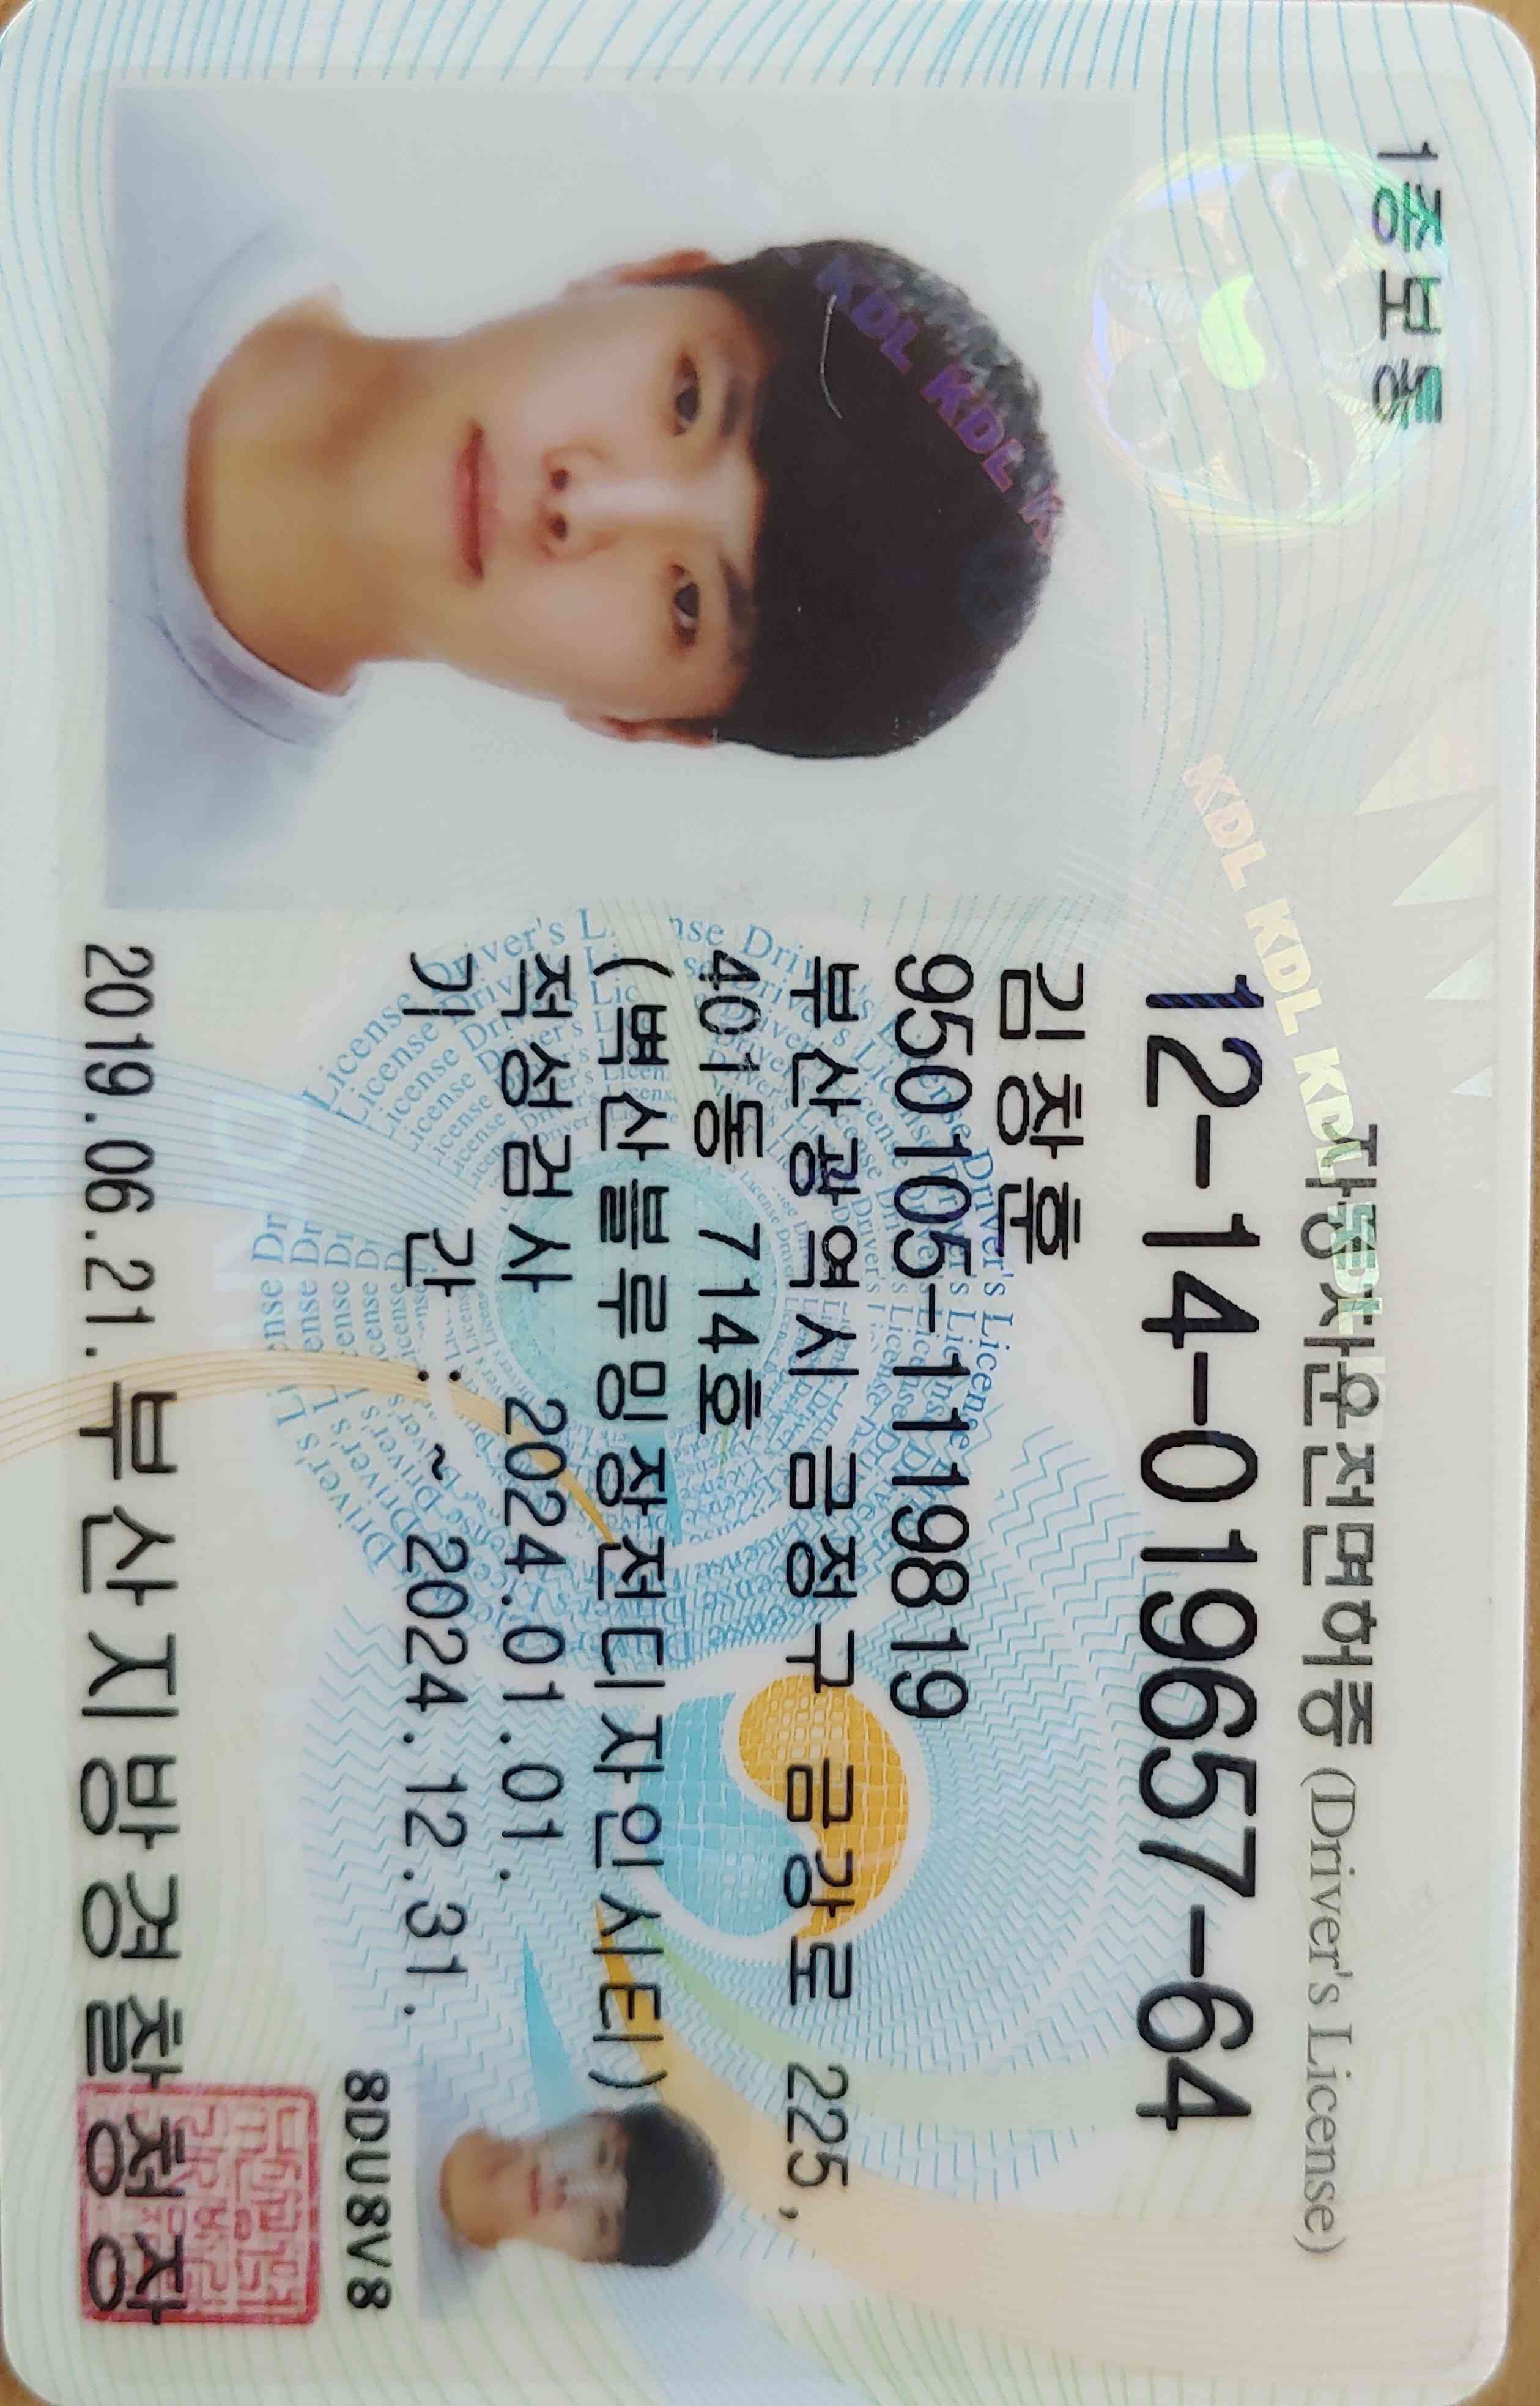 1종보통
자동차운전면허증 (Driver's License)
12-14-019657-64
김창훈
950105-1119819
부산광역시 금정구 금강로 225,
401동 714호
(벽산블루밍장전디자인시티)
적성검사 2024.01.01.
기 간 : ~ 2024.12.31.
8DU8V8
2019.06.21. 부산지방경찰청장